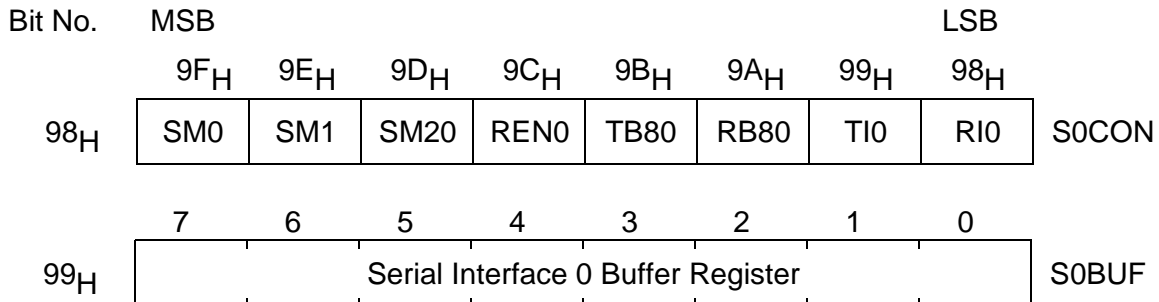 Bit No. MSB LSB
9FH 9EH 9DH 9CH 9BH 9AH 99H 98H
98H SM0 SM1 SM20 REN0 TB80 RB80 TI0 RI0 S0CON
7 6 5 4 3 2 1 0
99H Serial Interface 0 Buffer Register S0BUF